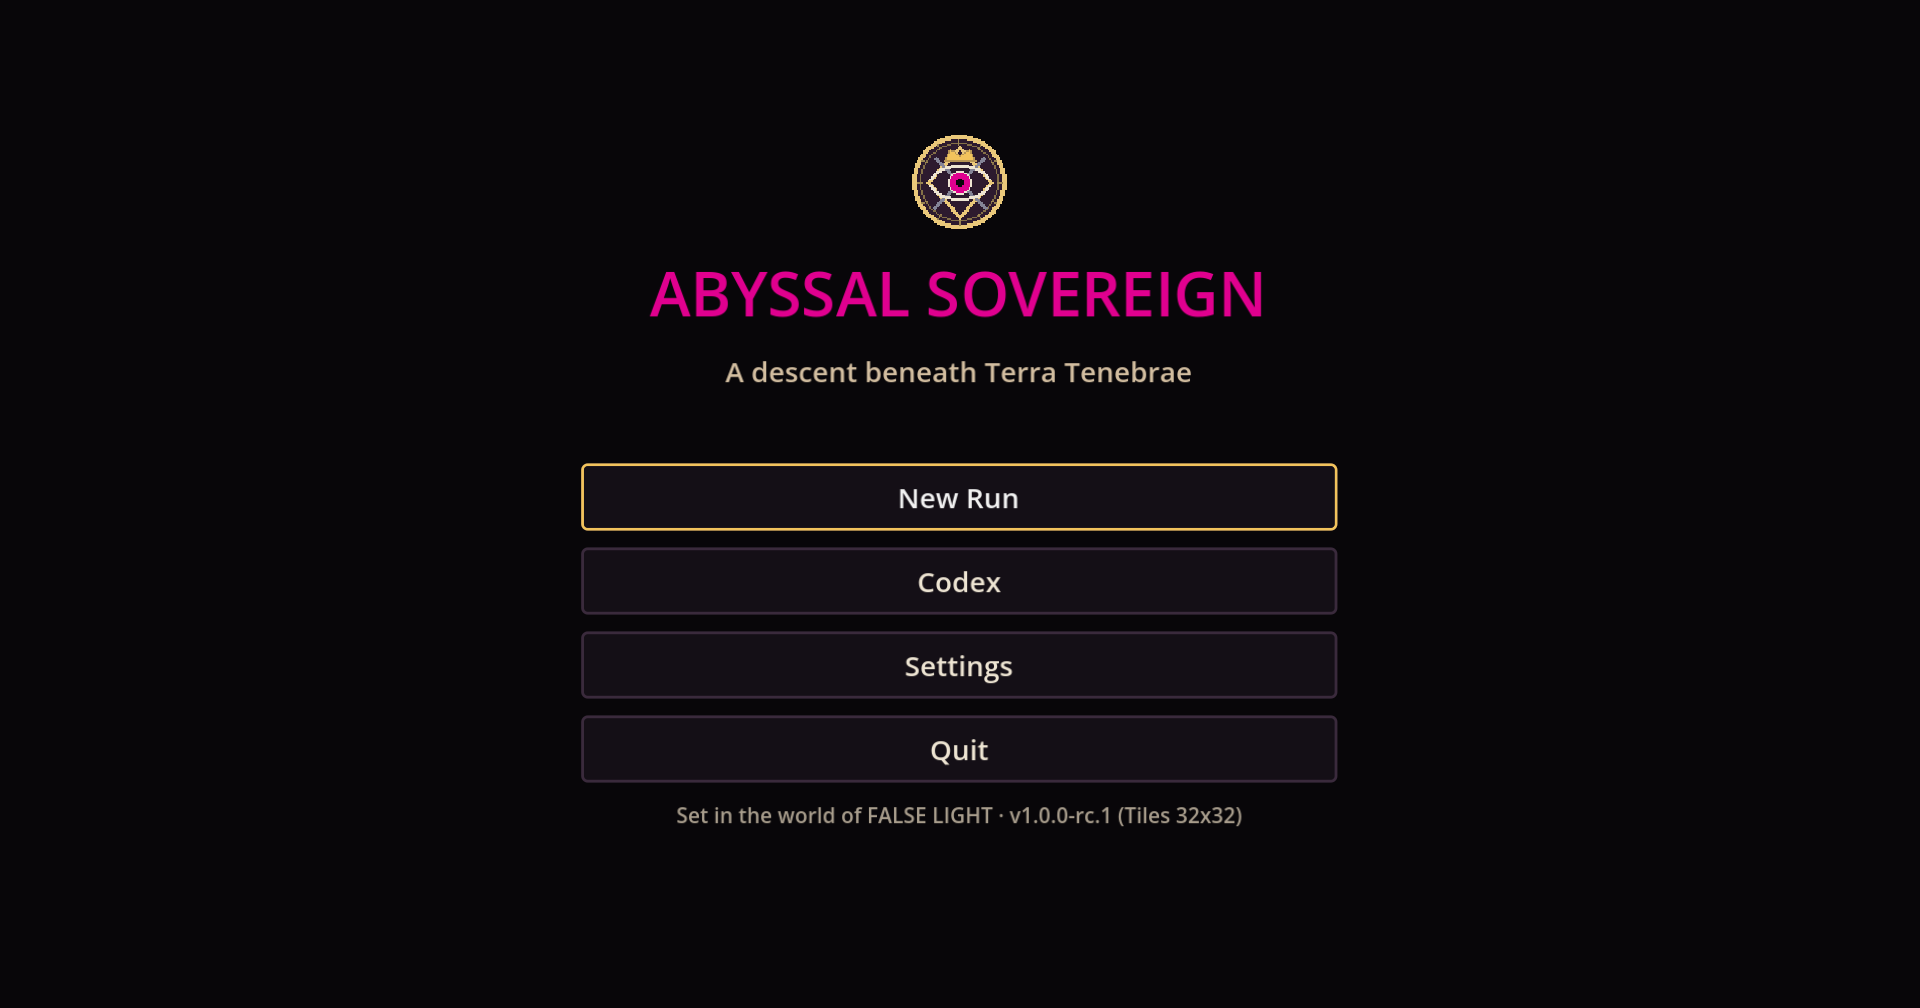 ABYSSAL SOVEREIGN
A descent beneath Terra Tenebrae
New Run
Codex
Settings
Quit
Set in the world of FALSE LIGHT · v1.0.0-rc.1 (Tiles 32x32)